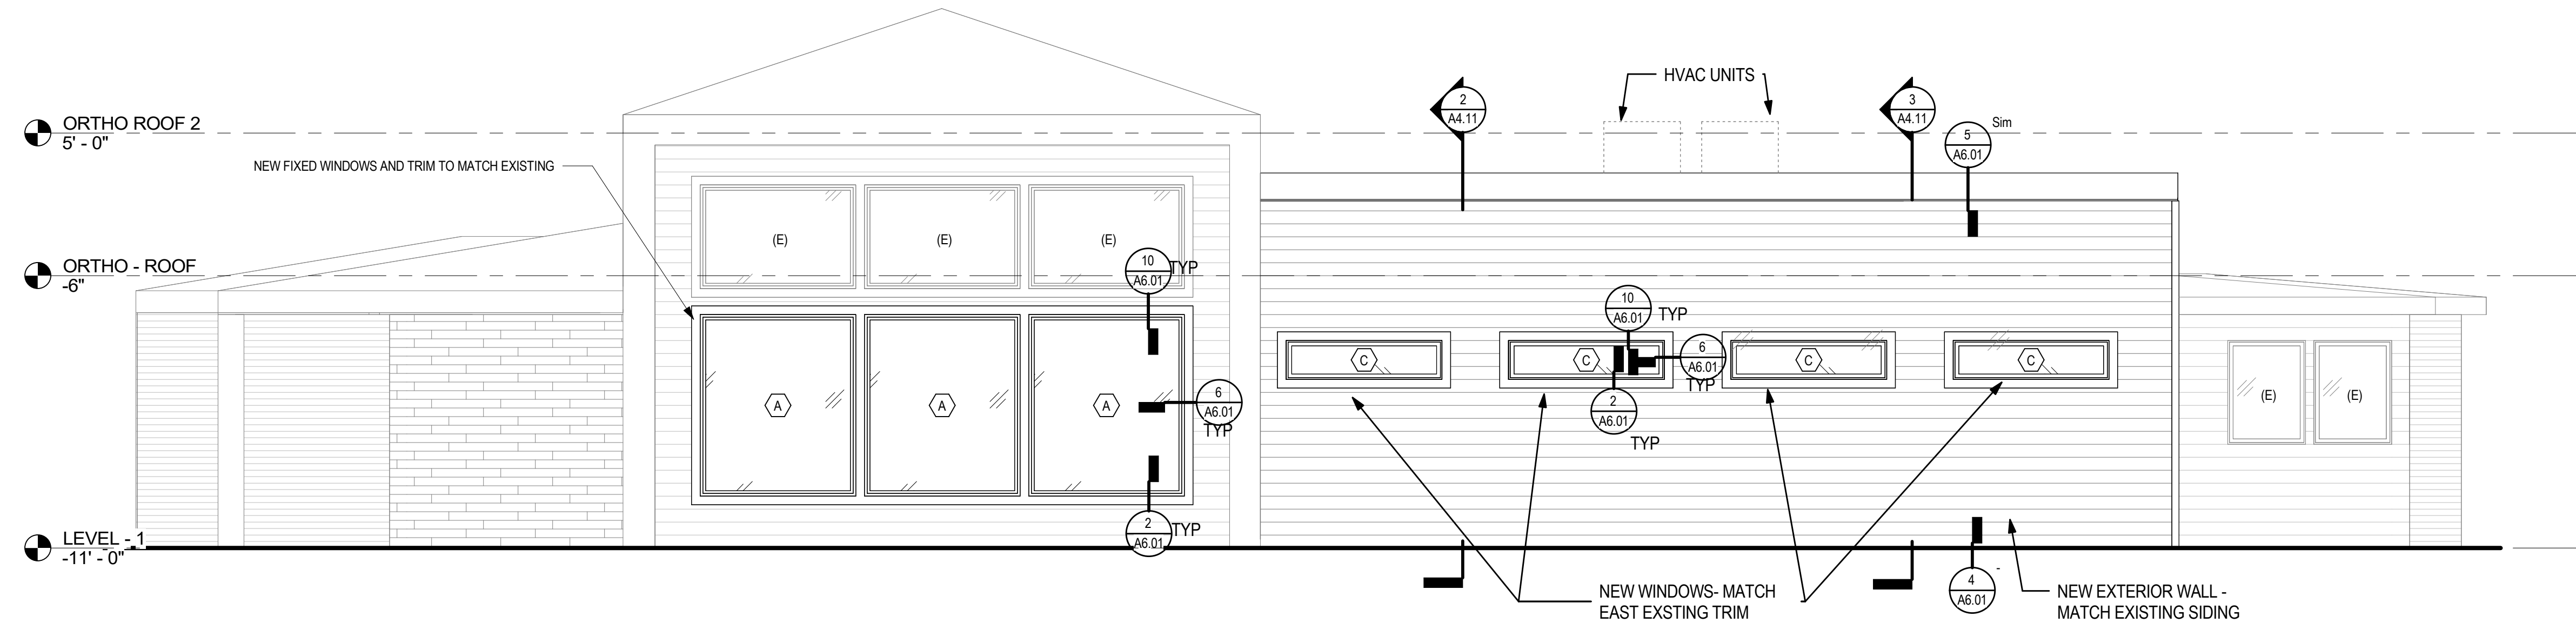 HVAC UNITS
2
A4.11
3
A4.11
ORTHO ROOF 2
5' - 0"
5
A6.01
Sim
NEW FIXED WINDOWS AND TRIM TO MATCH EXISTING
(E)
(E)
(E)
ORTHO - ROOF
-6"
10
A6.01
TYP
10
A6.01
TYP
6
A6.01
TYP
C
C
C
C
A
A
A
6
A6.01
TYP
2
A6.01
TYP
(E)
(E)
2
A6.01
TYP
LEVEL - 1
-11' - 0"
4
A6.01
-
NEW WINDOWS- MATCH
EAST EXSTING TRIM
NEW EXTERIOR WALL -
MATCH EXISTING SIDING